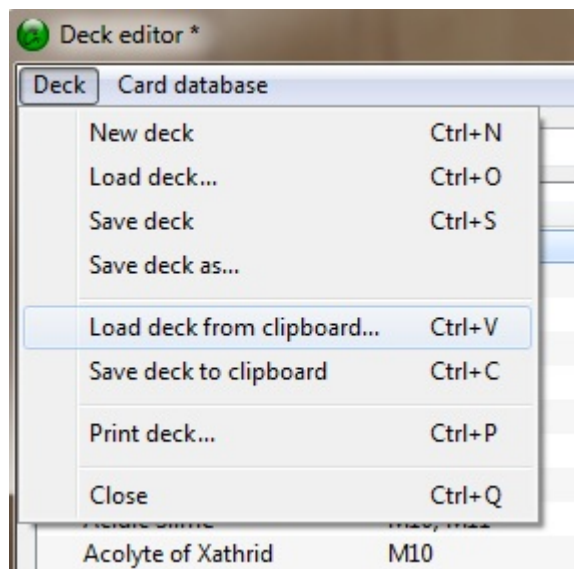 Deck editor *
Deck Card database
New deck Ctrl+N
Load deck... Ctrl+O
Save deck Ctrl+S
Save deck as...
Load deck from clipboard... Ctrl+V
Save deck to clipboard Ctrl+C
Print deck... Ctrl+P
Close Ctrl+Q
Acidic Slime M10, M11
Acolyte of Xathrid M10